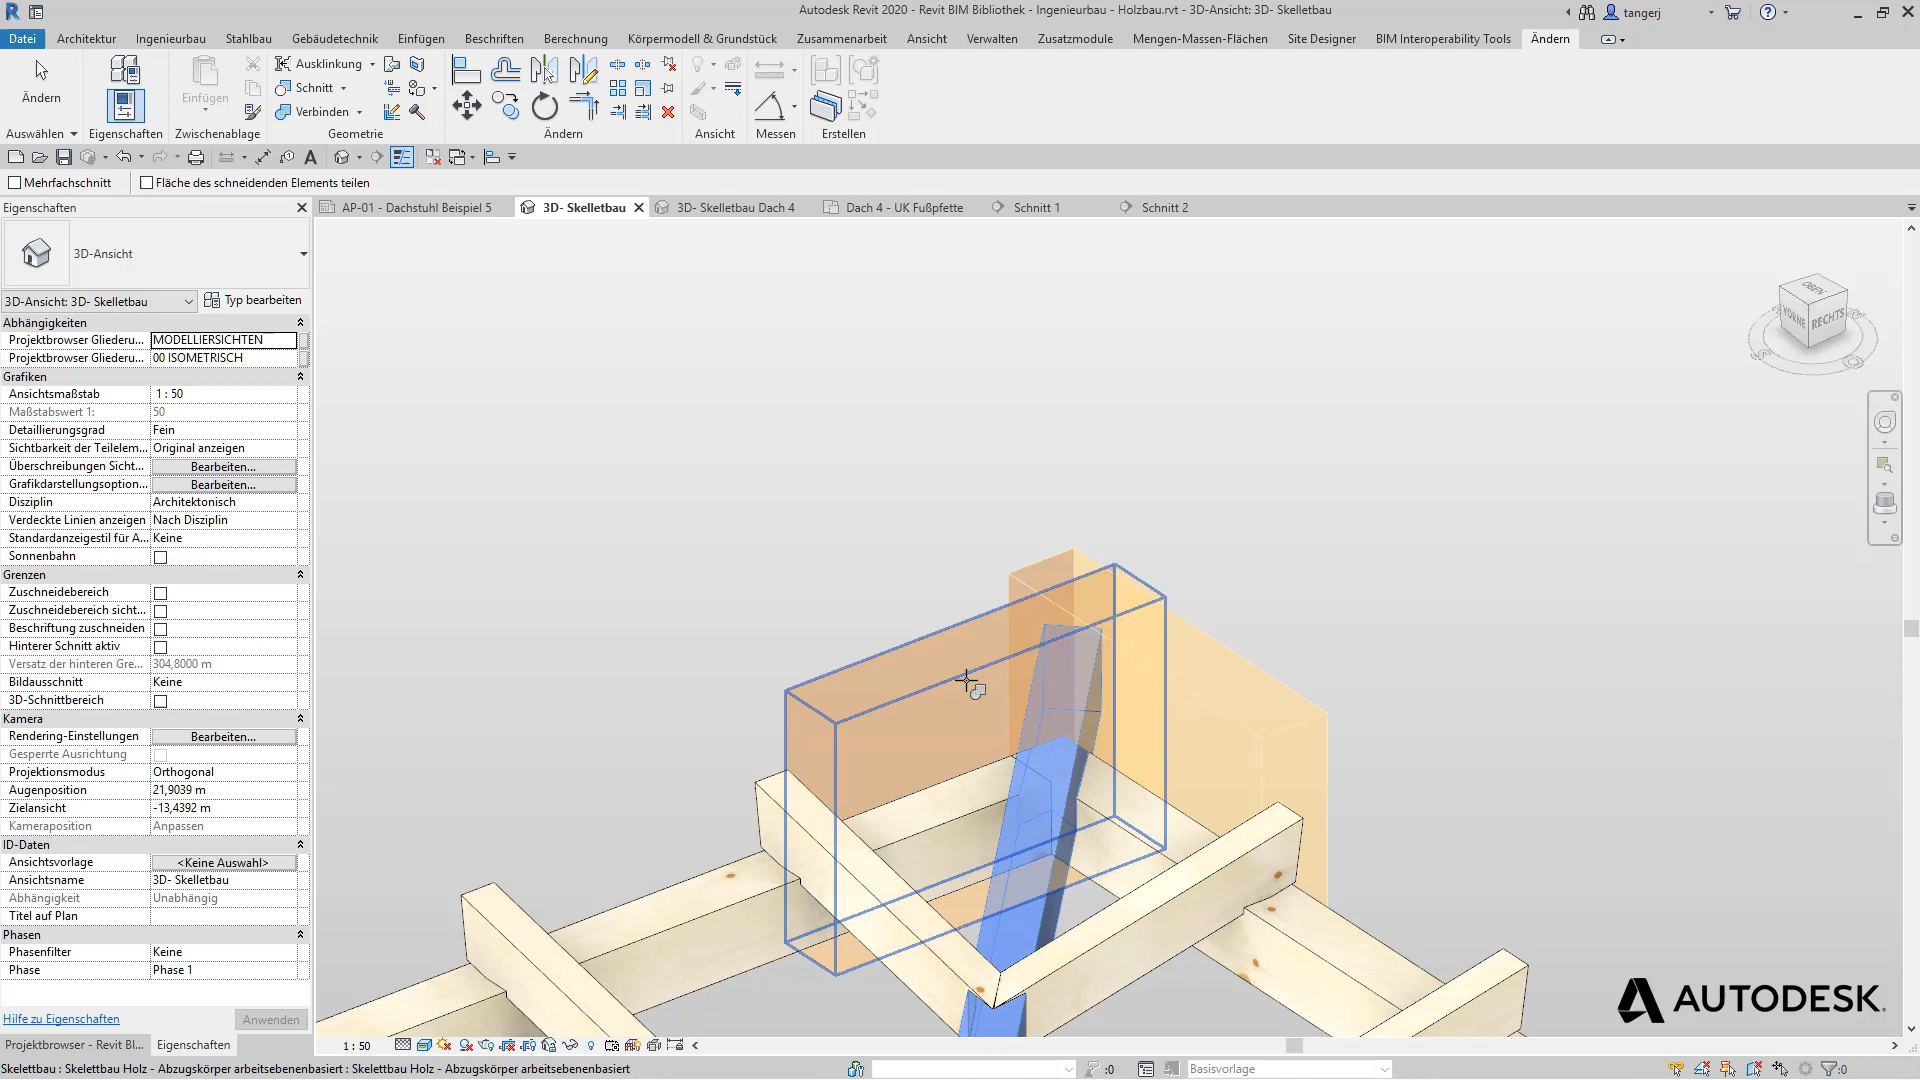 Autodesk Revit 2020 - Revit BIM Bibliothek - Ingenieurbau - Holzbau.rvt - 3D-Ansicht: 3D- Skelletbau
tangerj
Datei Architektur Ingenieurbau Stahlbau Gebäudetechnik Einfügen Beschriften Berechnung Körpermodell & Grundstück Zusammenarbeit Ansicht Verwalten Zusatzmodule Mengen-Massen-Flächen Site Designer BIM Interoperability Tools Ändern
Ändern
Einfügen
Ausklinkung
Schnitt
Verbinden
Auswählen Eigenschaften Zwischenablage Geometrie Ändern Ansicht Messen Erstellen
Mehrfachschnitt Fläche des schneidenden Elements teilen
Eigenschaften
AP-01 - Dachstuhl Beispiel 5 3D- Skelletbau 3D- Skelletbau Dach 4 Dach 4 - UK Fußpfette Schnitt 1 Schnitt 2
3D-Ansicht
3D-Ansicht: 3D- Skelletbau Typ bearbeiten
Abhängigkeiten
Projektbrowser Gliederu... MODELLIERSICHTEN
Projektbrowser Gliederu... 00 ISOMETRISCH
Grafiken
Ansichtsmaßstab 1 : 50
Maßstabswert 1: 50
Detaillierungsgrad Fein
Sichtbarkeit der Teilelem... Original anzeigen
Überschreibungen Sicht... Bearbeiten...
Grafikdarstellungsoption... Bearbeiten...
Disziplin Architektonisch
Verdeckte Linien anzeigen Nach Disziplin
Standardanzeigstil für A... Keine
Sonnenbahn
Grenzen
Zuschneidebereich
Zuschneidebereich sicht...
Beschriftung zuschneiden
Hinterer Schnitt aktiv
Versatz der hinteren Gre... 304,8000 m
Bildausschnitt Keine
3D-Schnittbereich
Kamera
Rendering-Einstellungen Bearbeiten...
Gesperrte Ausrichtung
Projektionsmodus Orthogonal
Augenposition 21,9039 m
Zielansicht -13,4392 m
Kameraposition Anpassen
ID-Daten
Ansichtsvorlage <Keine Auswahl>
Ansichtsname 3D- Skelletbau
Abhängigkeit Unabhängig
Titel auf Plan
Phasen
Phasenfilter Keine
Phase Phase 1
Hilfe zu Eigenschaften Anwenden
Projektbrowser - Revit BI... Eigenschaften
OBEN
VORNE RECHTS
AUTODESK.
1 : 50
Skelettbau : Skelettbau Holz - Abzugskörper arbeitsebenenbasiert : Skelettbau Holz - Abzugskörper arbeitsebenenbasiert
:0
Basisvorlage
:0